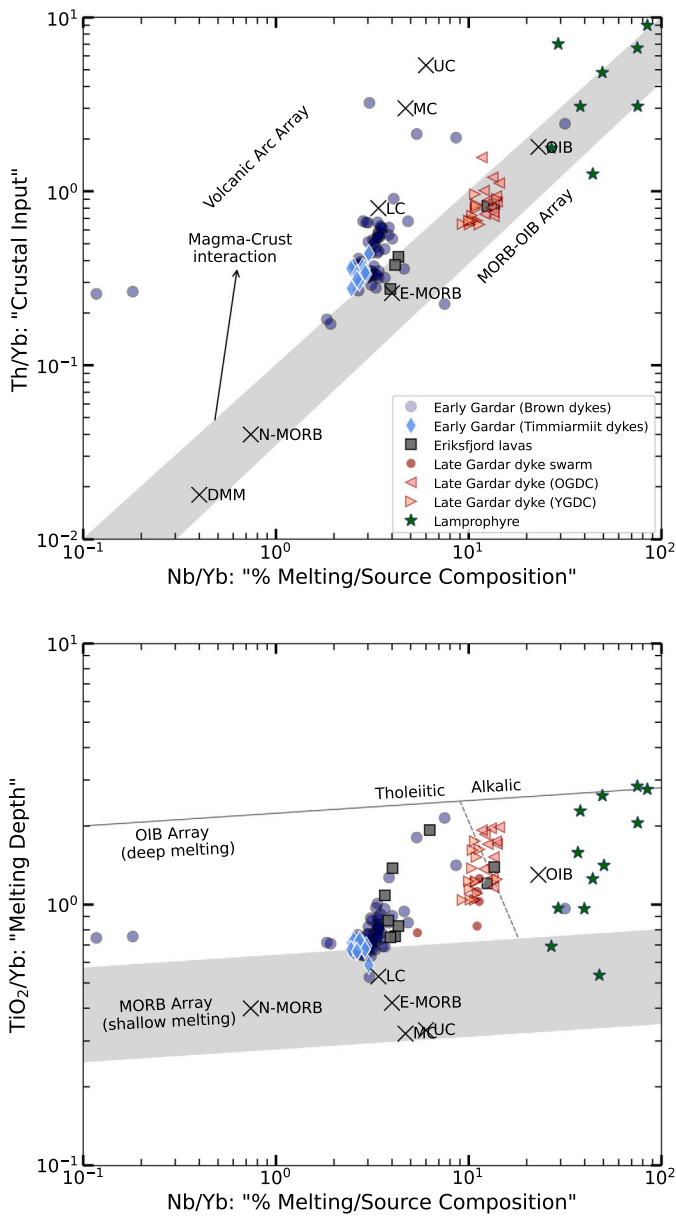 10¹
UC
MC
Volcanic Arc Array
OIB
10⁰
LC
Magma-Crust
interaction
MORB-OIB Array
E-MORB
Th/Yb: "Crustal Input"
10⁻¹
N-MORB
DMM
Early Gardar (Brown dykes)
Early Gardar (Timmiarmiit dykes)
Eriksfjord lavas
Late Gardar dyke swarm
Late Gardar dyke (OGDC)
Late Gardar dyke (YGDC)
Lamprophyre
10⁻²
10⁻¹ 10⁰ 10¹ 10²
Nb/Yb: "% Melting/Source Composition"
10¹
Tholeiitic Alkalic
OIB Array
(deep melting)
OIB
10⁰
TiO₂/Yb: "Melting Depth"
LC
MORB Array
(shallow melting)
N-MORB
E-MORB
MC
UC
10⁻¹
10⁻¹ 10⁰ 10¹ 10²
Nb/Yb: "% Melting/Source Composition"